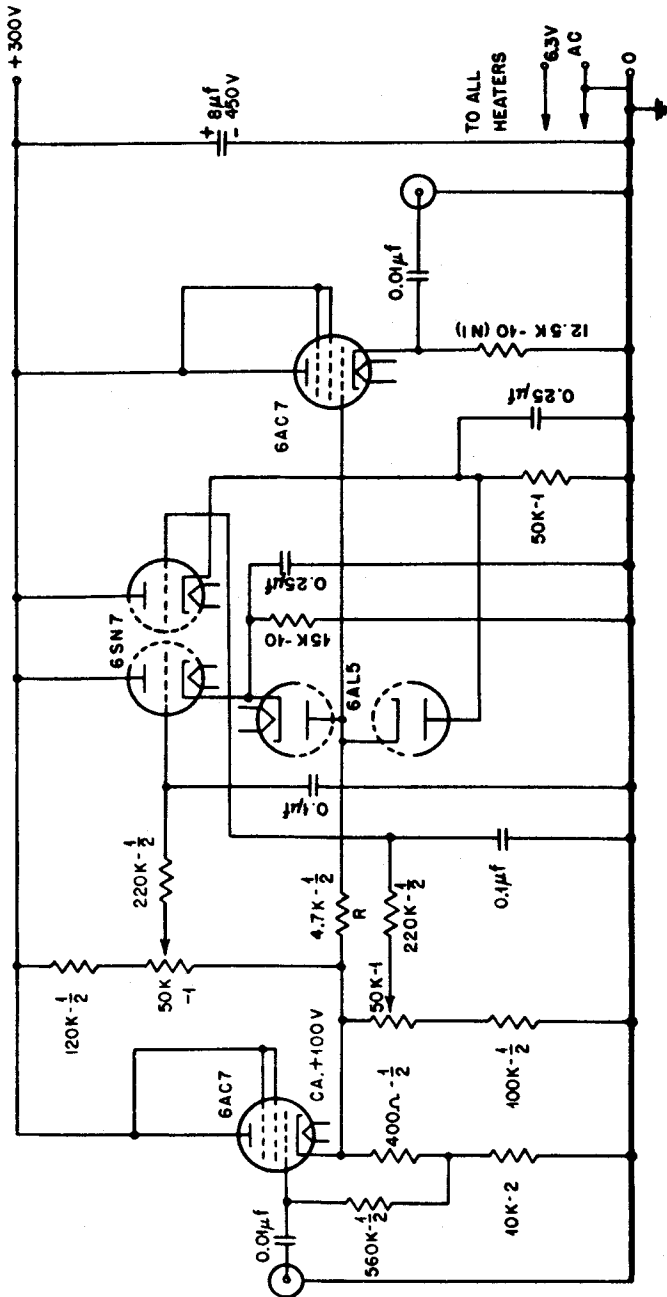 +300V
+
8µf
-450V
TO ALL
HEATERS
6.3V
AC
0
0.01µf
12.5K-10 (N1)
6AC7
0.25µf
50K-1
6SN7
0.25µf
15K-10
6AL5
0.1µf
220K-1/2
4.7K-1/2
R
220K-1/2
0.1µf
120K-1/2
50K
-1
50K-1
CA.+100V
6AC7
400Ω-1/2
100K-1/2
0.01µf
560K-1/2
10K-2